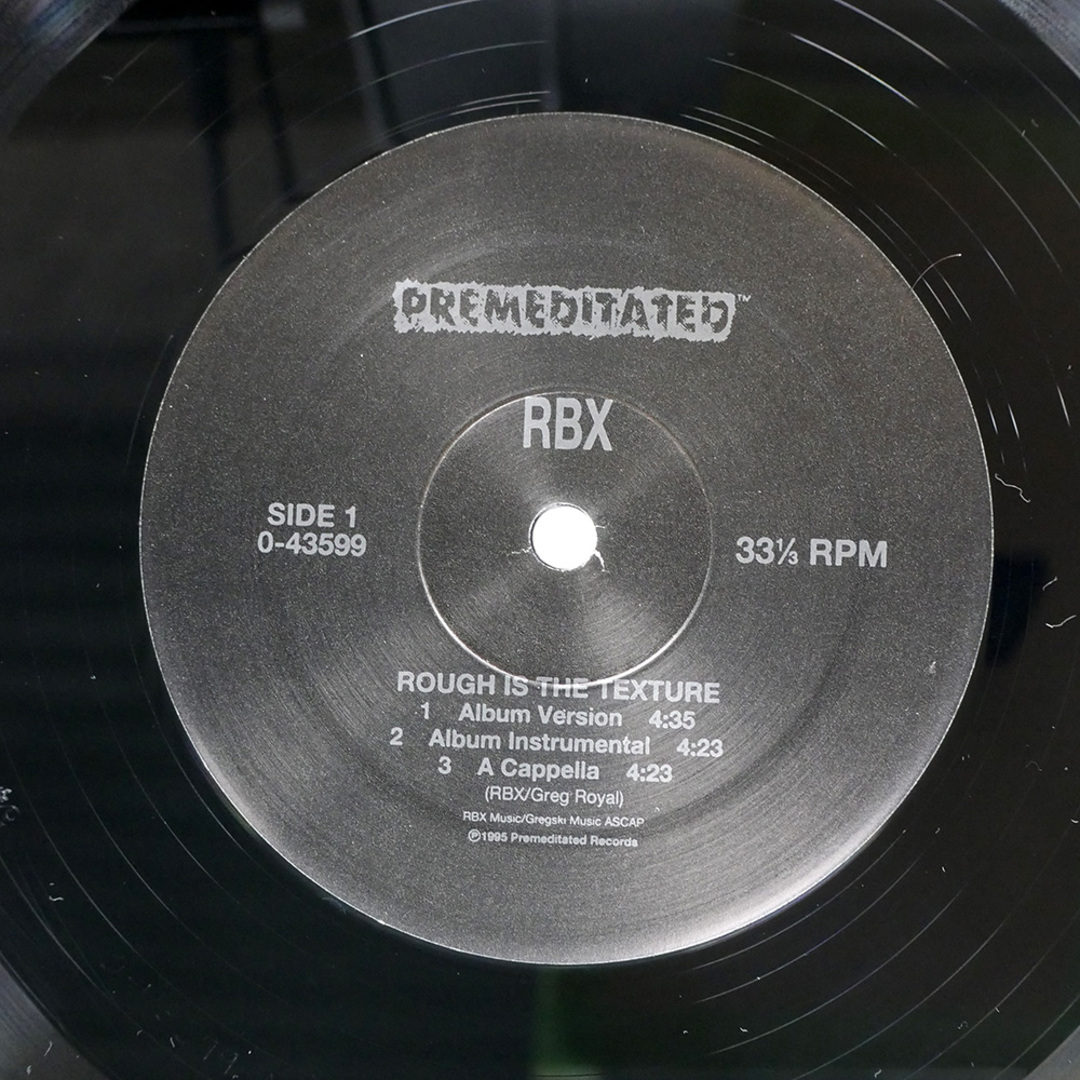 PREMEDITATED™
RBX
SIDE 1
0-43599
33⅓ RPM
ROUGH IS THE TEXTURE
1 Album Version 4:35
2 Album Instrumental 4:23
3 A Cappella 4:23
(RBX/Greg Royal)
RBX Music/Gregski Music ASCAP
℗1995 Premeditated Records